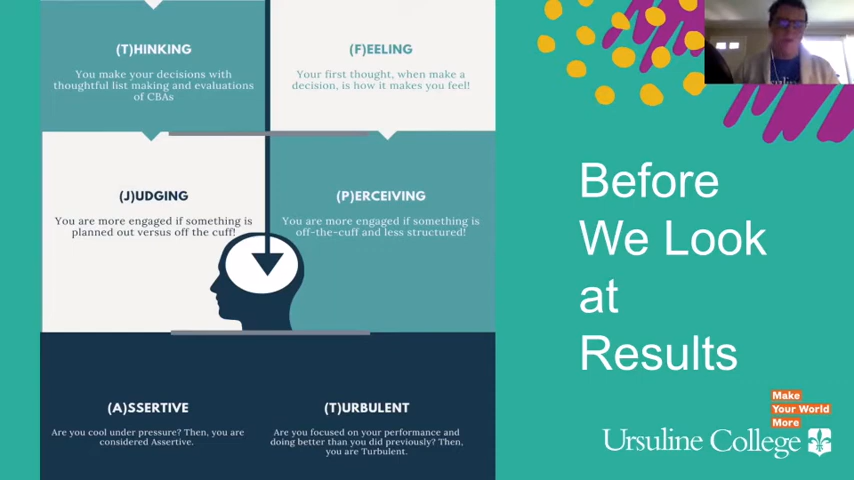 (T)HINKING
You make your decisions with
thoughtful list making and evaluations
of CBAs
(F)EELING
Your first thought, when make a
decision, is how it makes you feel!
(J)UDGING
You are more engaged if something is
planned out versus off the cuff!
(P)ERCEIVING
You are more engaged if something is
off-the-cuff and less structured!
(A)SSERTIVE
Are you cool under pressure? Then, you are
considered Assertive.
(T)URBULENT
Are you focused on your performance and
doing better than you did previously? Then,
you are Turbulent.
Before
We Look
at
Results
Make
Your World
More
Ursuline College